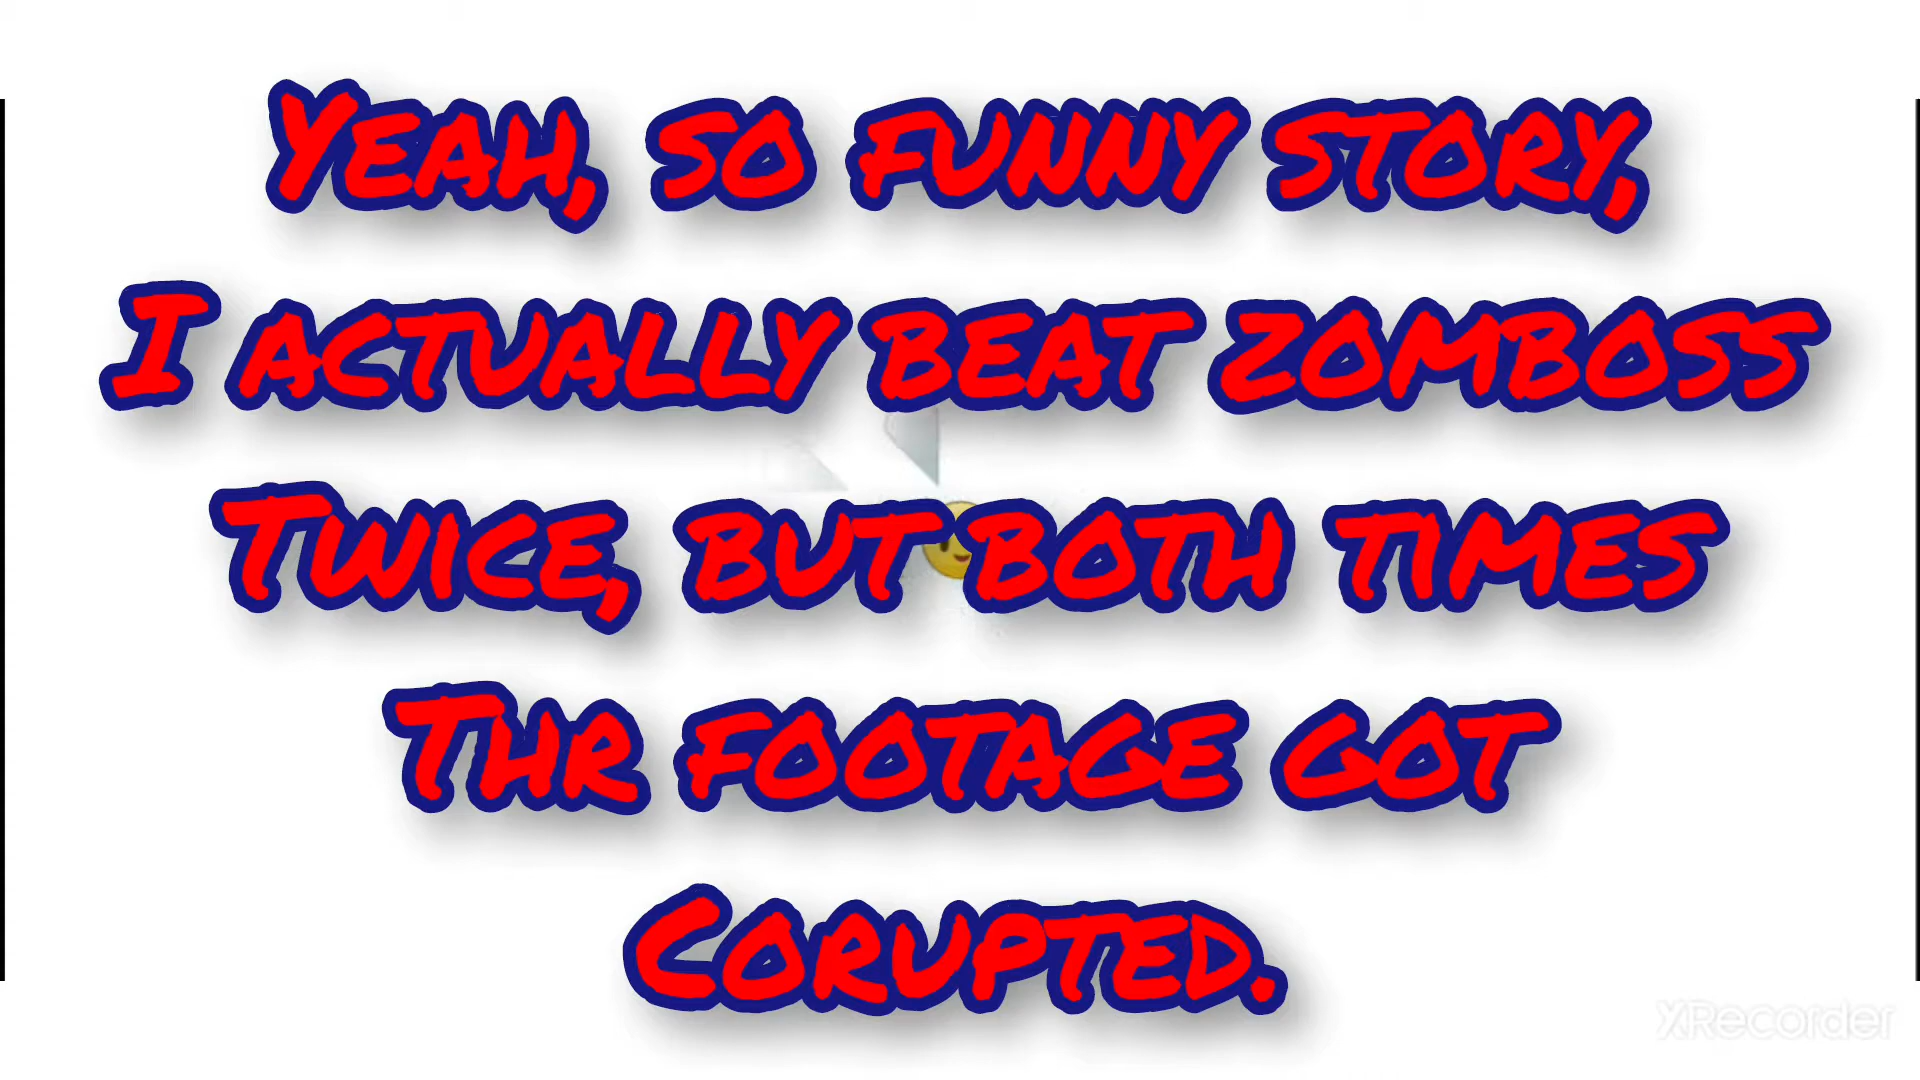 Yeah, so funny story,
I actually beat zomboss
Twice, but both times
Thr footage got
Corupted.
XRecorder